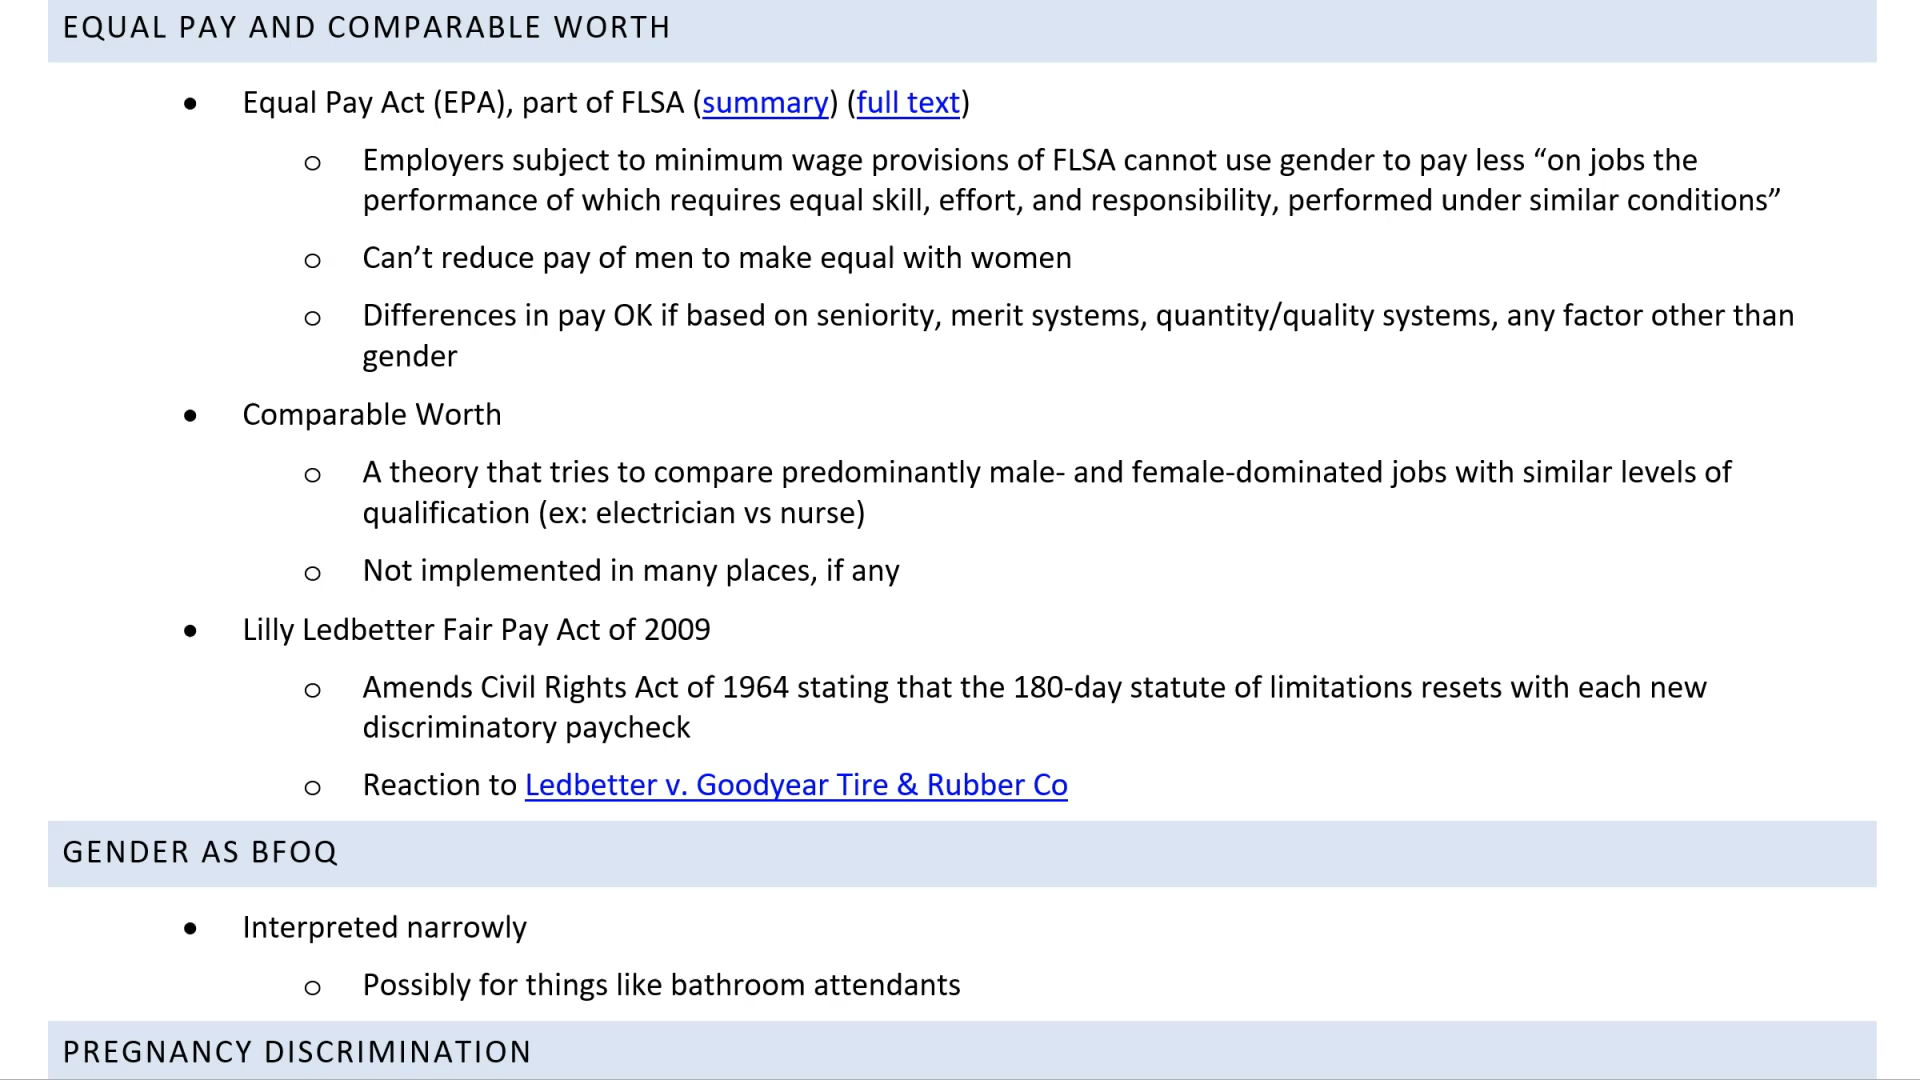 EQUAL PAY AND COMPARABLE WORTH
• Equal Pay Act (EPA), part of FLSA (summary) (full text)
o Employers subject to minimum wage provisions of FLSA cannot use gender to pay less “on jobs the
performance of which requires equal skill, effort, and responsibility, performed under similar conditions”
o Can’t reduce pay of men to make equal with women
o Differences in pay OK if based on seniority, merit systems, quantity/quality systems, any factor other than
gender
• Comparable Worth
o A theory that tries to compare predominantly male- and female-dominated jobs with similar levels of
qualification (ex: electrician vs nurse)
o Not implemented in many places, if any
• Lilly Ledbetter Fair Pay Act of 2009
o Amends Civil Rights Act of 1964 stating that the 180-day statute of limitations resets with each new
discriminatory paycheck
o Reaction to Ledbetter v. Goodyear Tire & Rubber Co
GENDER AS BFOQ
• Interpreted narrowly
o Possibly for things like bathroom attendants
PREGNANCY DISCRIMINATION